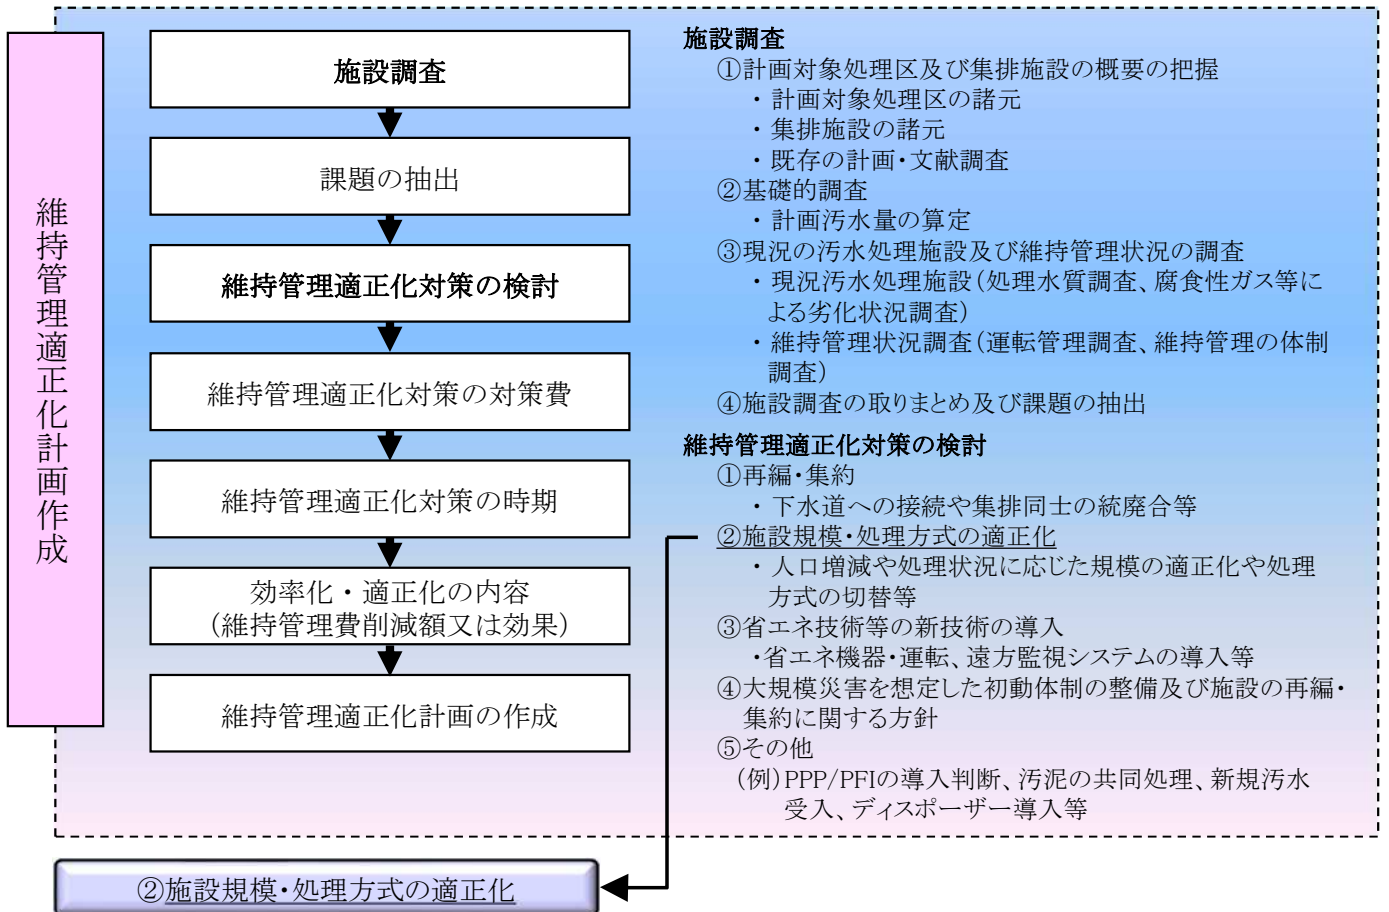 維持管理適正化計画作成
施設調査
課題の抽出
維持管理適正化対策の検討
維持管理適正化対策の対策費
維持管理適正化対策の時期
効率化・適正化の内容
(維持管理費削減額又は効果)
維持管理適正化計画の作成
施設調査
①計画対象処理区及び集排施設の概要の把握
・ 計画対象処理区の諸元
・ 集排施設の諸元
・ 既存の計画・文献調査
②基礎的調査
・ 計画汚水量の算定
③現況の汚水処理施設及び維持管理状況の調査
・ 現況汚水処理施設(処理水質調査、腐食性ガス等に
よる劣化状況調査)
・ 維持管理状況調査(運転管理調査、維持管理の体制
調査)
④施設調査の取りまとめ及び課題の抽出
維持管理適正化対策の検討
①再編・集約
・ 下水道への接続や集排同士の統廃合等
②施設規模・処理方式の適正化
・ 人口増減や処理状況に応じた規模の適正化や処理
方式の切替等
③省エネ技術等の新技術の導入
・省エネ機器・運転、遠方監視システムの導入等
④大規模災害を想定した初動体制の整備及び施設の再編・
集約に関する方針
⑤その他
(例)PPP/PFIの導入判断、汚泥の共同処理、新規汚水
受入、ディスポーザー導入等
②施設規模・処理方式の適正化